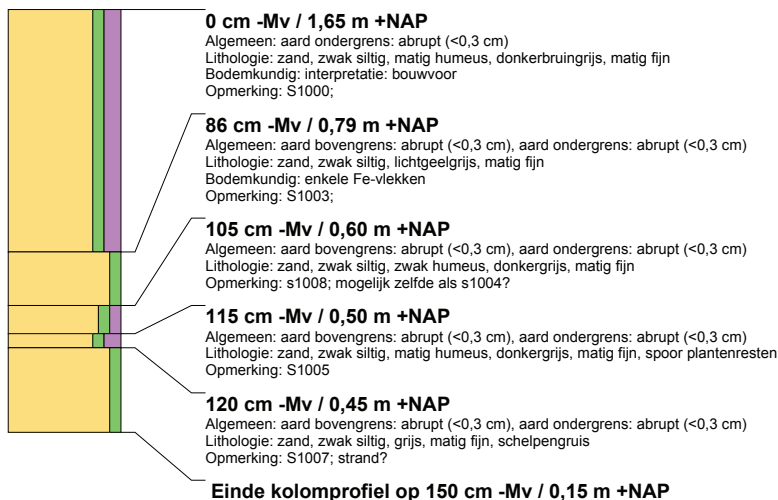 0 cm -Mv / 1,65 m +NAP
Algemeen: aard ondergrens: abrupt (<0,3 cm)
Lithologie: zand, zwak siltig, matig humeus, donkerbruingrijs, matig fijn
Bodemkundig: interpretatie: bouwvoor
Opmerking: S1000;
86 cm -Mv / 0,79 m +NAP
Algemeen: aard bovengrens: abrupt (<0,3 cm), aard ondergrens: abrupt (<0,3 cm)
Lithologie: zand, zwak siltig, lichtgeelgrijs, matig fijn
Bodemkundig: enkele Fe-vlekken
Opmerking: S1003;
105 cm -Mv / 0,60 m +NAP
Algemeen: aard bovengrens: abrupt (<0,3 cm), aard ondergrens: abrupt (<0,3 cm)
Lithologie: zand, zwak siltig, zwak humeus, donkergrijs, matig fijn
Opmerking: s1008; mogelijk zelfde als s1004?
115 cm -Mv / 0,50 m +NAP
Algemeen: aard bovengrens: abrupt (<0,3 cm), aard ondergrens: abrupt (<0,3 cm)
Lithologie: zand, zwak siltig, matig humeus, donkergrijs, matig fijn, spoor plantenresten
Opmerking: S1005
120 cm -Mv / 0,45 m +NAP
Algemeen: aard bovengrens: abrupt (<0,3 cm), aard ondergrens: abrupt (<0,3 cm)
Lithologie: zand, zwak siltig, grijs, matig fijn, schelpengruis
Opmerking: S1007; strand?
Einde kolomprofiel op 150 cm -Mv / 0,15 m +NAP